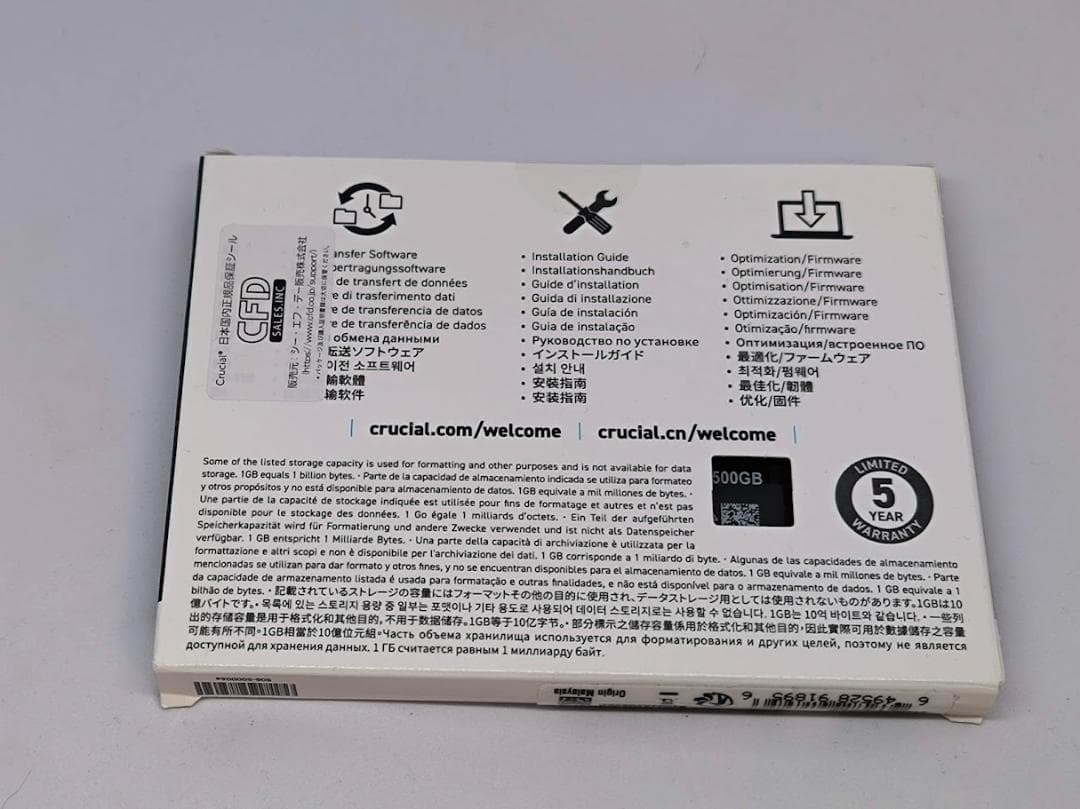 Crucial® 日本国内正規品保証シール
CFD
SALES.INC
販売元:シー・エフ・デー販売株式会社
(https://www.cfd.co.jp/support/)
ansfer Software
bertragungssoftware
de transfert de données
e di trasferimento dati
e de transferencia de datos
e de transferência de dados
обмена данными
転送ソフトウェア
이전 소프트웨어
輸軟體
输软件
• Installation Guide
• Installationshandbuch
• Guide d'installation
• Guida di installazione
• Guía de instalación
• Guia de instalação
• Руководство по установке
• インストールガイド
• 설치 안내
• 安裝指南
• 安装指南
• Optimization/Firmware
• Optimierung/Firmware
• Optimisation/Firmware
• Ottimizzazione/Firmware
• Optimización/Firmware
• Otimização/firmware
• Оптимизация/встроенное ПО
• 最適化/ファームウェア
• 최적화/펌웨어
• 最佳化/韌體
• 优化/固件
crucial.com/welcome
crucial.cn/welcome
Some of the listed storage capacity is used for formatting and other purposes and is not available for data
storage. 1GB equals 1 billion bytes. • Parte de la capacidad de almacenamiento indicada se utiliza para formateo
y otros propósitos y no está disponible para almacenamiento de datos. 1GB equivale a mil millones de bytes. •
Une partie de la capacité de stockage indiquée est utilisée pour fins de formatage et autres et n'est pas
disponible pour le stockage des données. 1 Go égale 1 milliards d'octets. • Ein Teil der aufgeführten
Speicherkapazität wird für Formatierung und andere Zwecke verwendet und ist nicht als Datenspeicher
verfügbar. 1 GB entspricht 1 Milliarde Bytes. • Una parte della capacità di archiviazione è utilizzata per la
formattazione e altri scopi e non è disponibile per l'archiviazione dei dati. 1 GB corrisponde a 1 miliardo di byte. • Algunas de las capacidades de almacenamiento
mencionadas se utilizan para dar formato y otros fines, y no se encuentran disponibles para el almacenamiento de datos. 1 GB equivale a mil millones de bytes. • Parte
da capacidade de armazenamento listada é usada para formatação e outras finalidades, e não está disponível para o armazenamento de dados. 1 GB equivale a 1
bilhão de bytes. • 記載されているストレージの容量にはフォーマットその他の目的に使用され、データストレージ用としては使用されないものがあります。1GBは10
億バイトです。• 목록에 있는 스토리지 용량 중 일부는 포맷이나 기타 용도로 사용되어 데이터 스토리지로는 사용할 수 없습니다. 1GB는 10억 바이트와 같습니다. • 一些列
出的存储容量是用于格式化和其他目的, 不用于数据储存。1GB等于10亿字节。• 部分標示之儲存容量係用於格式化和其他目的,因此實際可用於數據儲存之容量
可能有所不同。1GB相當於10億位元組。•Часть объема хранилища используется для форматирования и других целей, поэтому не является
доступной для хранения данных. 1 ГБ считается равным 1 миллиарду байт.
500GB
LIMITED
5
YEAR
WARRANTY
Origin Malaysia
6 49528 91895 6